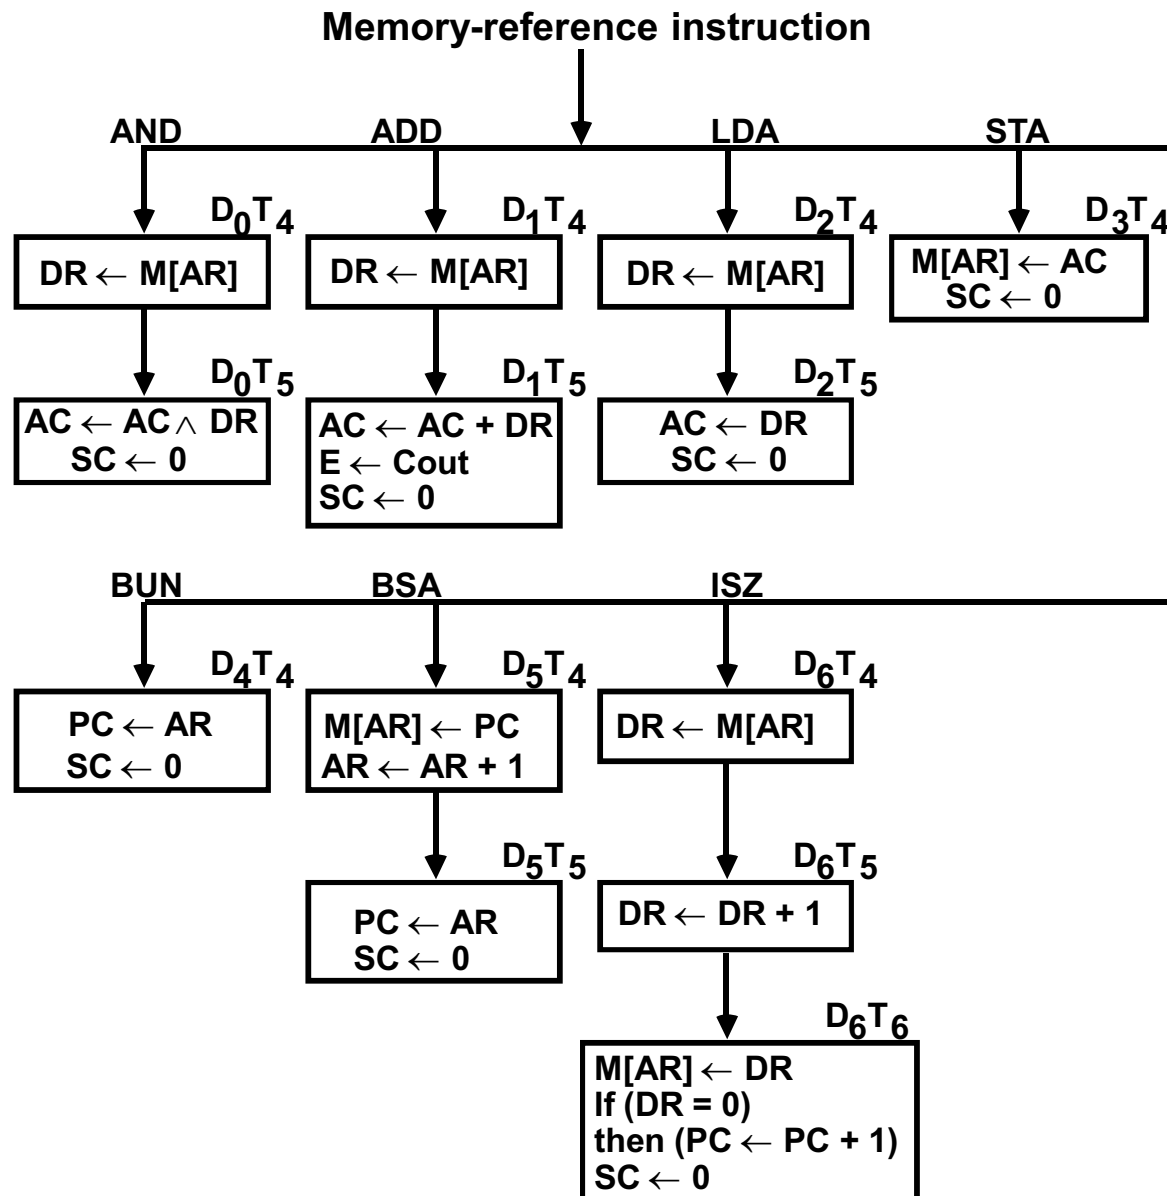 Memory-reference instruction
AND ADD LDA STA
D0T4 D1T4 D2T4 D3T4
DR ← M[AR]
DR ← M[AR]
DR ← M[AR]
M[AR] ← AC
SC ← 0
D0T5 D1T5 D2T5
AC ← AC ∧ DR
SC ← 0
AC ← AC + DR
E ← Cout
SC ← 0
AC ← DR
SC ← 0
BUN BSA ISZ
D4T4 D5T4 D6T4
PC ← AR
SC ← 0
M[AR] ← PC
AR ← AR + 1
DR ← M[AR]
D5T5 D6T5
PC ← AR
SC ← 0
DR ← DR + 1
D6T6
M[AR] ← DR
If (DR = 0)
then (PC ← PC + 1)
SC ← 0